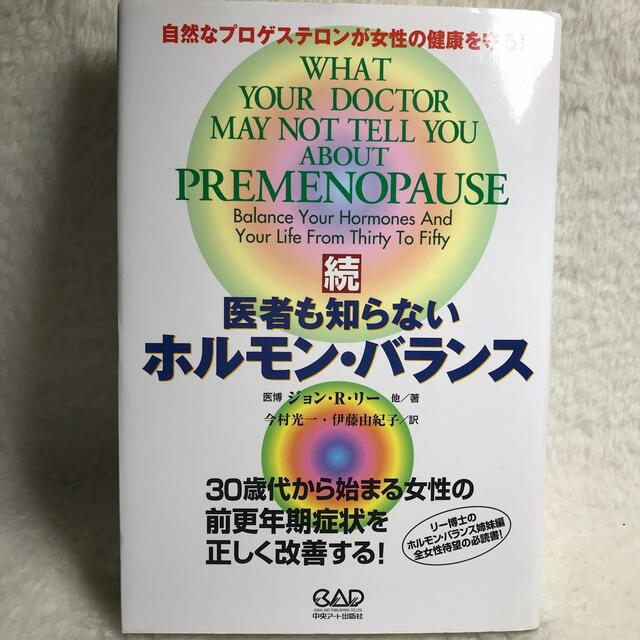 自然なプロゲステロンが女性の健康を守る!
WHAT
YOUR DOCTOR
MAY NOT TELL YOU
ABOUT
PREMENOPAUSE
Balance Your Hormones And
Your Life From Thirty To Fifty
続
医者も知らない
ホルモン・バランス
医博 ジョン・R・リー 他/著
今村光一・伊藤由紀子/訳
30歳代から始まる女性の
前更年期症状を
正しく改善する!
リー博士の
ホルモン・バランス姉妹編
全女性待望の必読書!
CAP
中央アート出版社